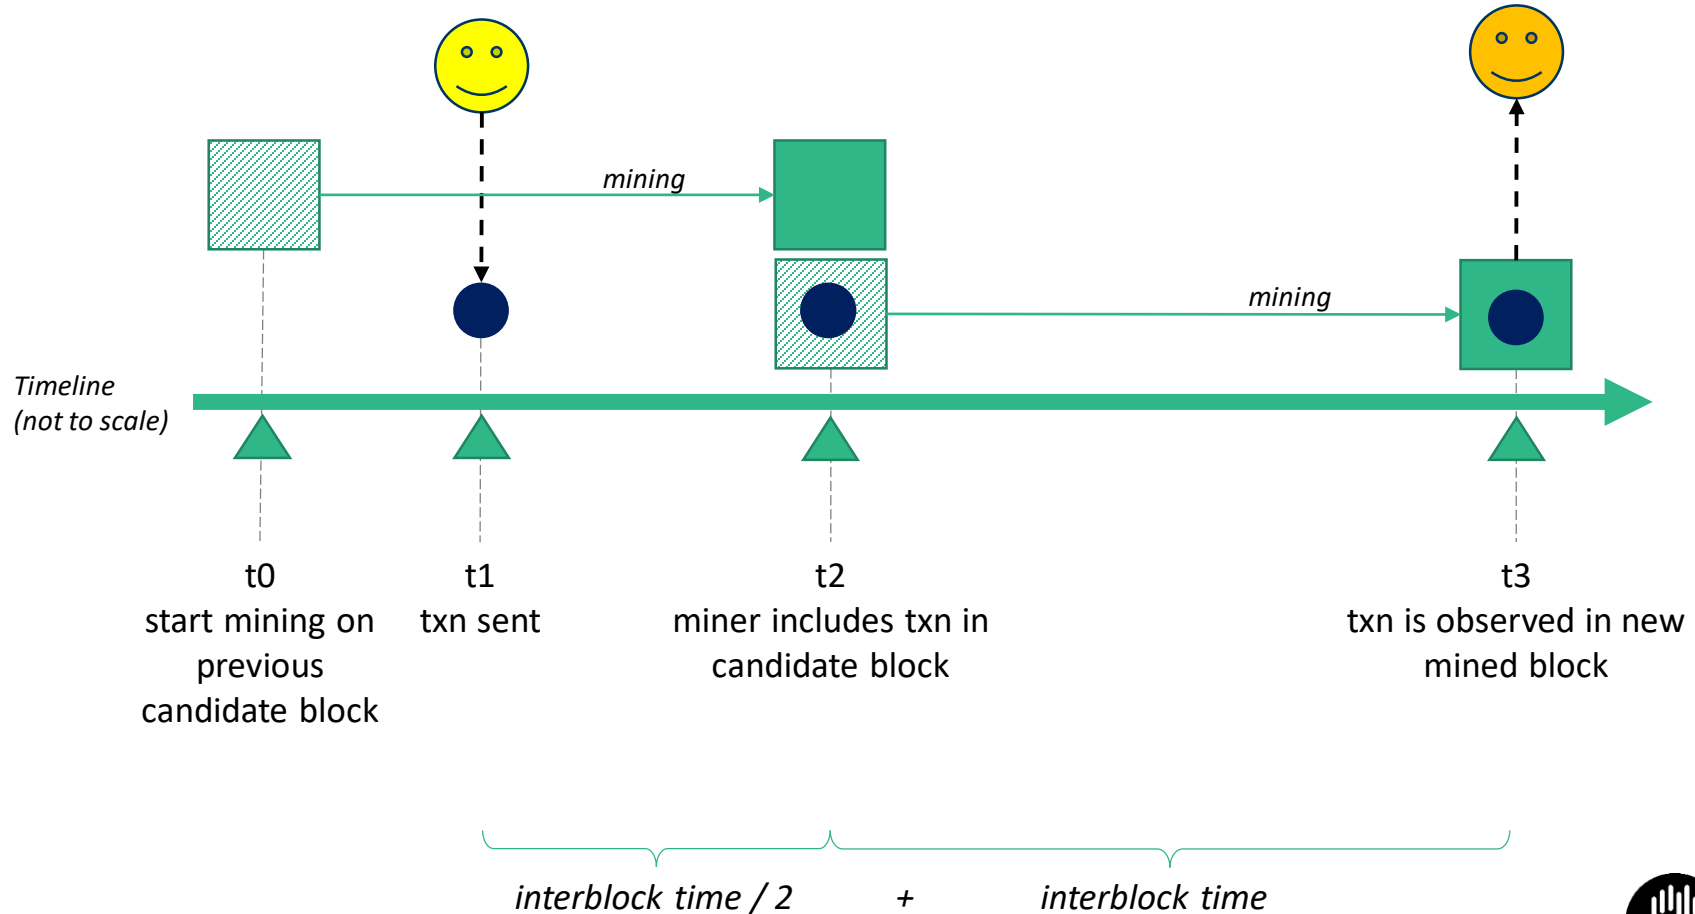 mining
mining
Timeline
(not to scale)
t0
start mining on
previous
candidate block
t1
txn sent
t2
miner includes txn in
candidate block
t3
txn is observed in new
mined block
interblock time / 2 + interblock time